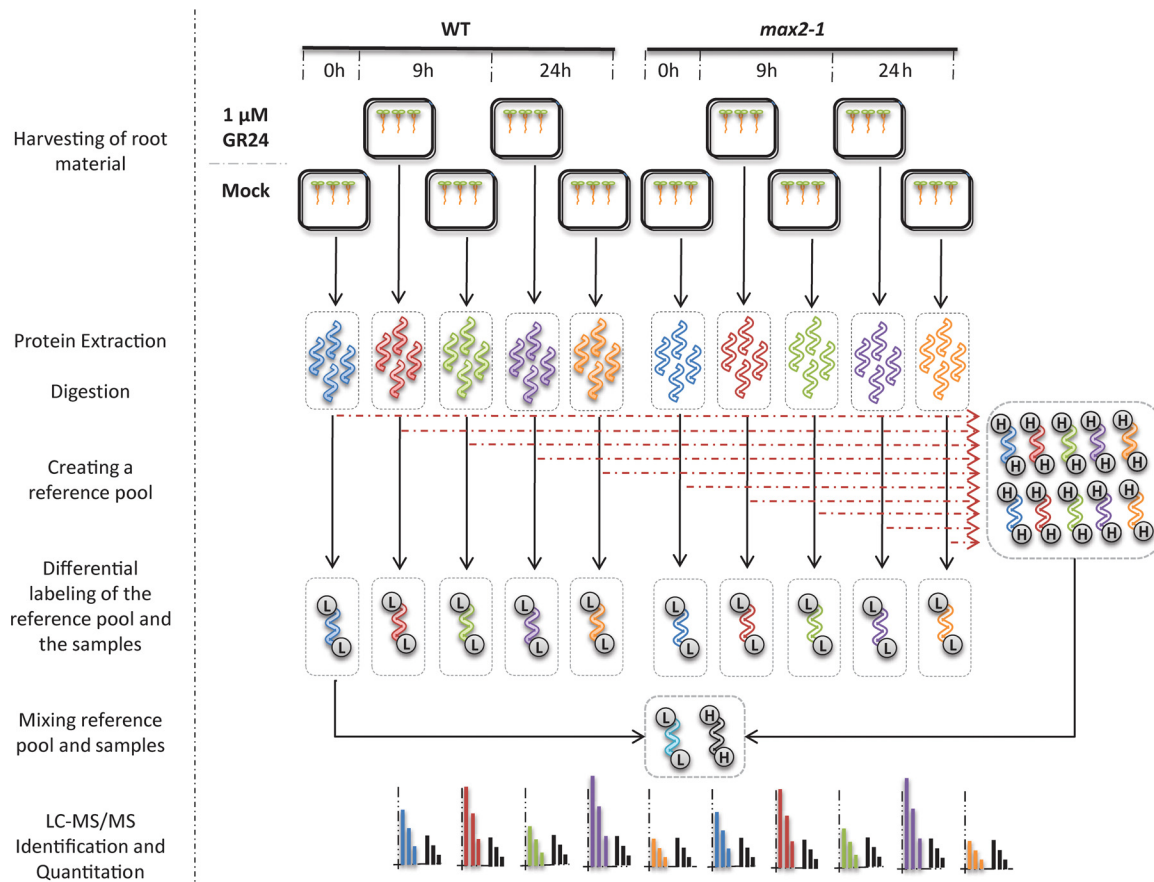 WT
max2-1
0h
9h
24h
0h
9h
24h
1 µM
GR24
Mock
Harvesting of root
material
Protein Extraction
Digestion
Creating a
reference pool
H H H H H
H H H H H
H H H H H
H H H H H
Differential
labeling of the
reference pool and
the samples
L L L L L L L L L L
L L L L L L L L L L
Mixing reference
pool and samples
L H
L H
LC-MS/MS
Identification and
Quantitation